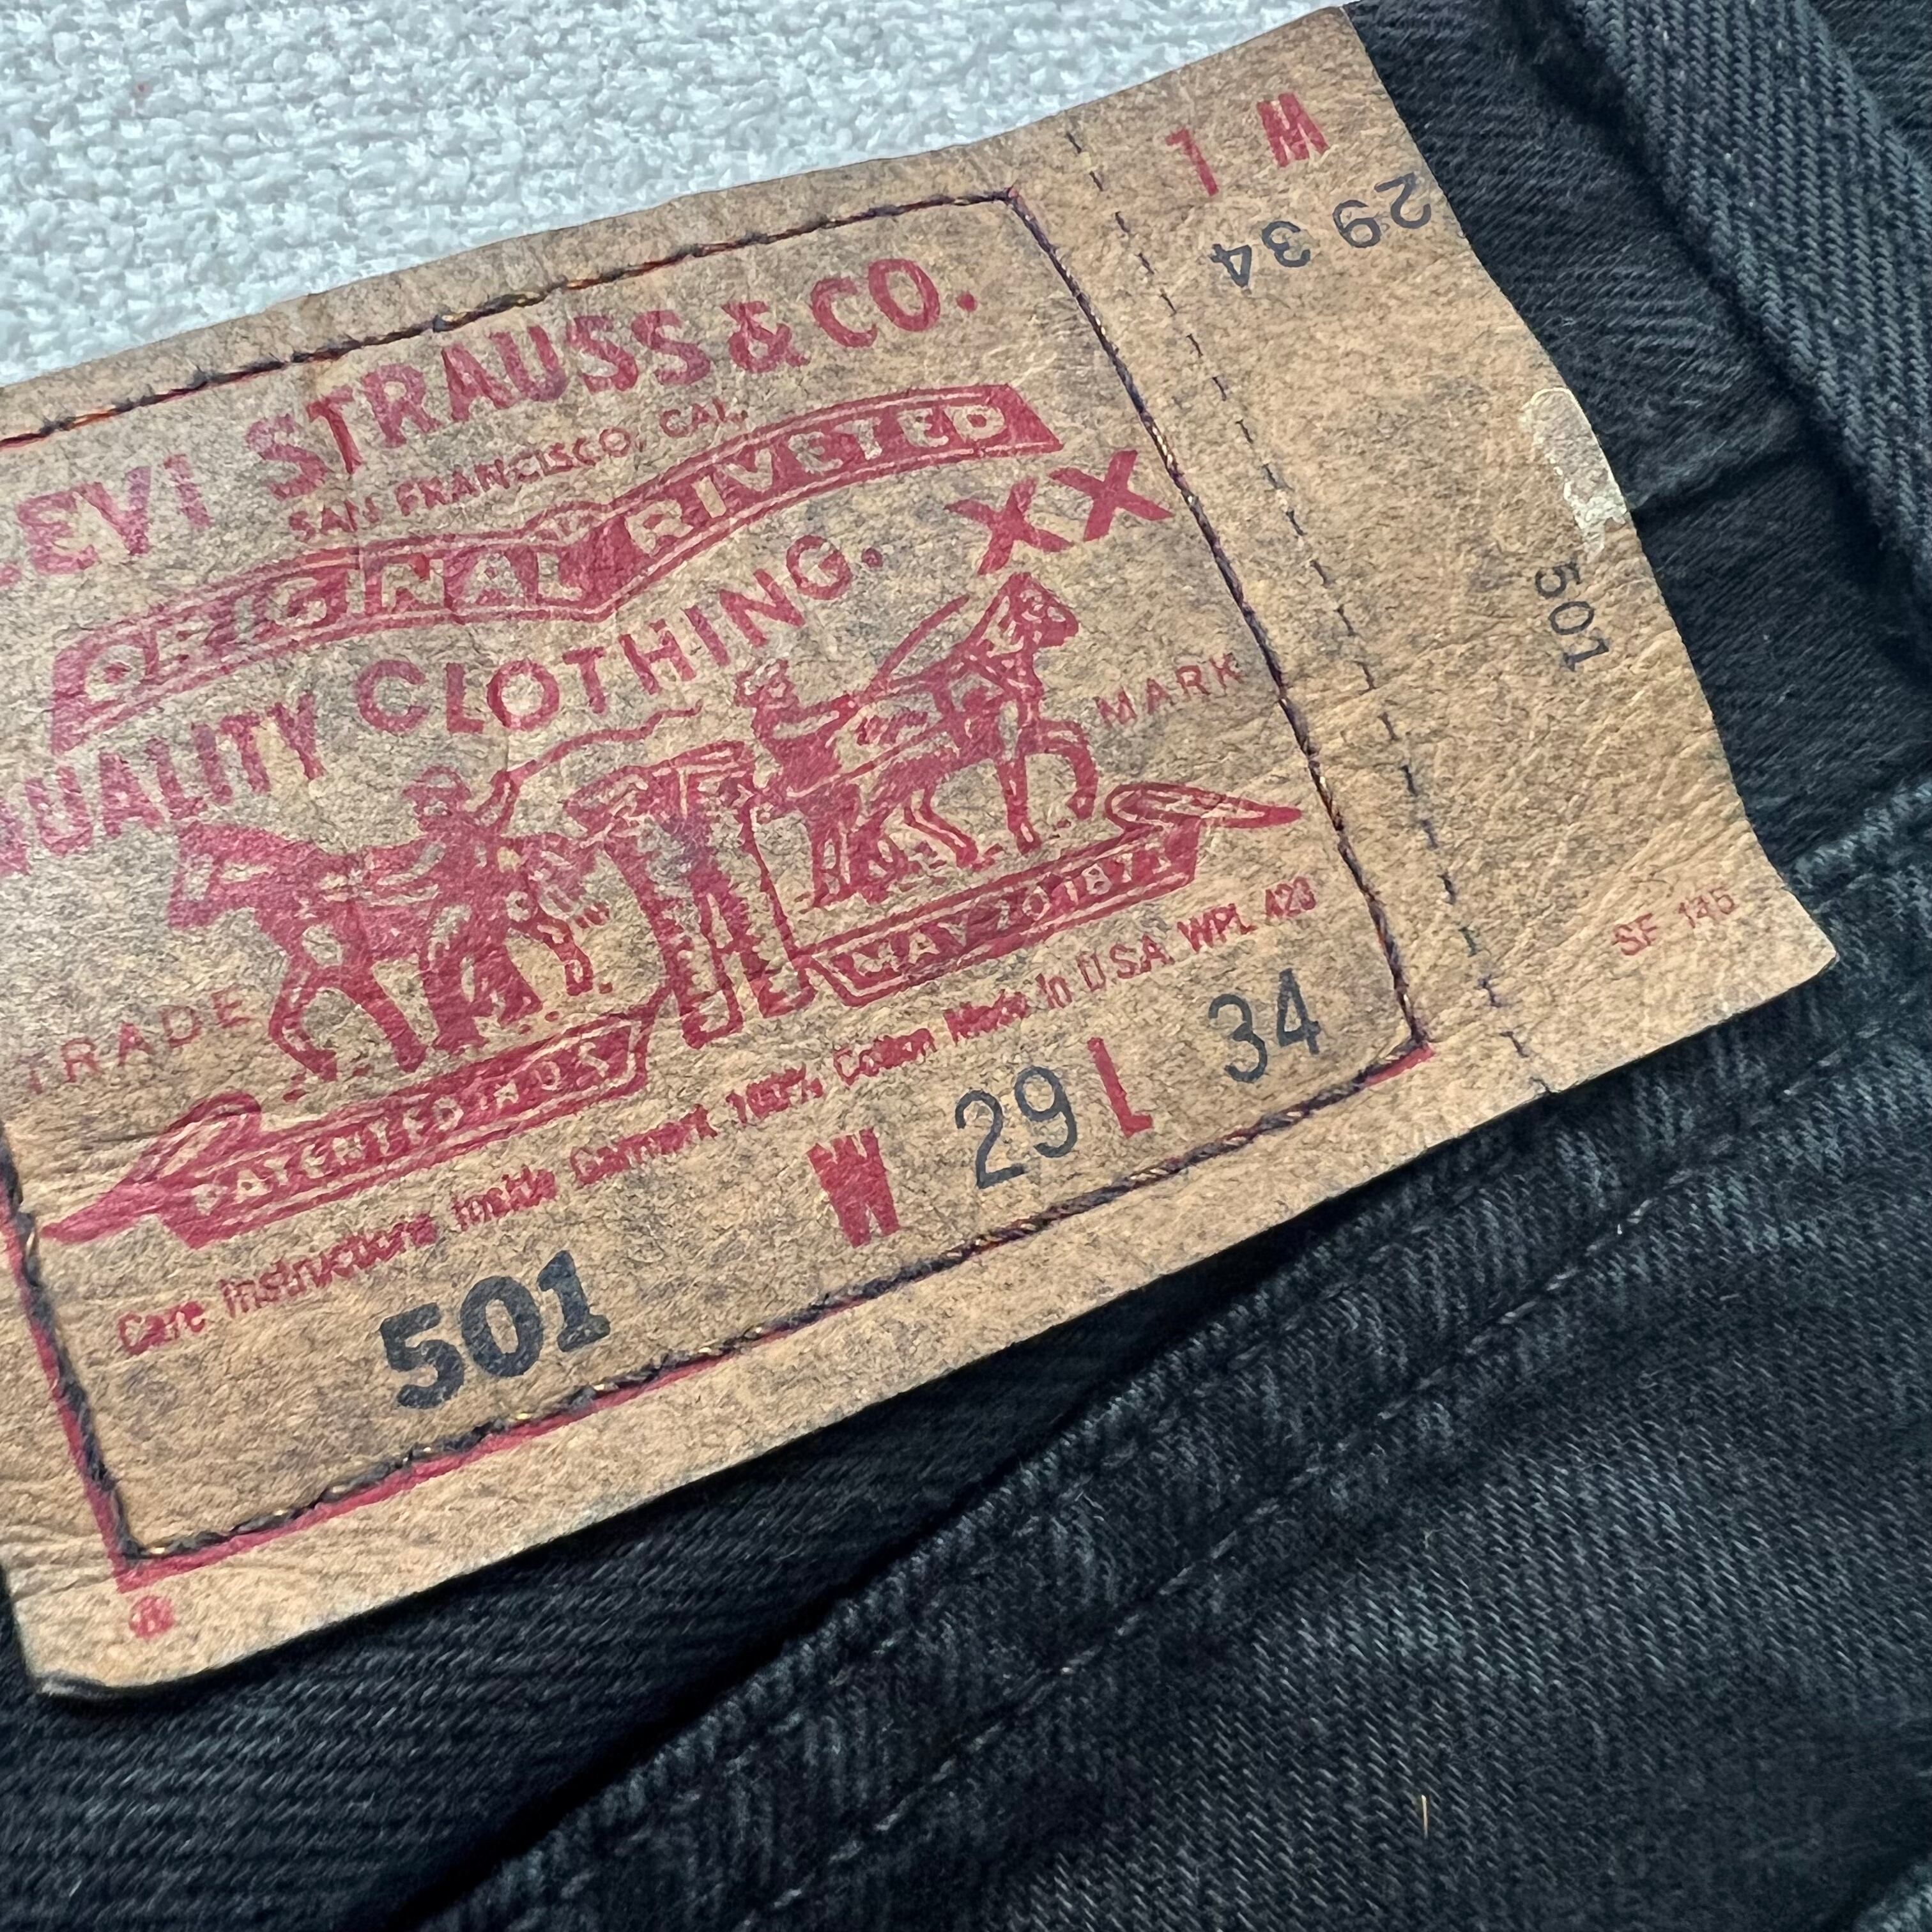 LEVI STRAUSS & CO.
SAN FRANCISCO, CAL.
ORIGINAL RIVETED
QUALITY CLOTHING. XX
TRADE MARK
PATENTED IN U.S. MAY 20 1873
Care Instructions Inside Garment 100% Cotton Made In U.S.A. WPL 423
501 W 29 L 34
®
L W
29 34
501
SF 145